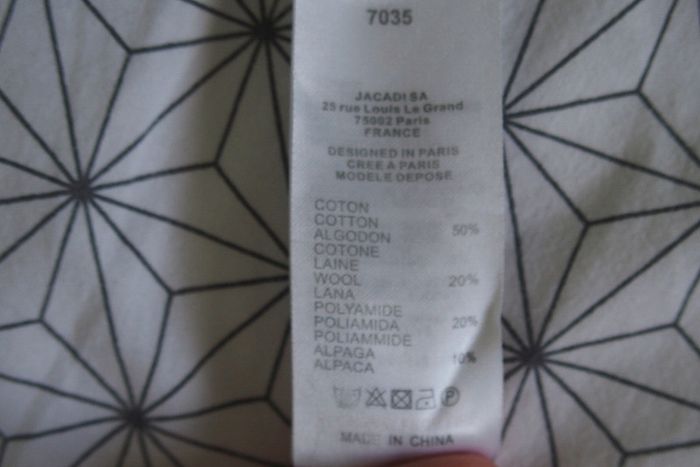 7035
JACADI SA
25 rue Louis Le Grand
75002 Paris
FRANCE
DESIGNED IN PARIS
CREE A PARIS
MODELE DEPOSE
COTON
COTTON
ALGODON 50%
COTONE
LAINE
WOOL 20%
LANA
POLYAMIDE
POLIAMIDA 20%
POLIAMMIDE
ALPAGA 10%
ALPACA
P
MADE IN CHINA